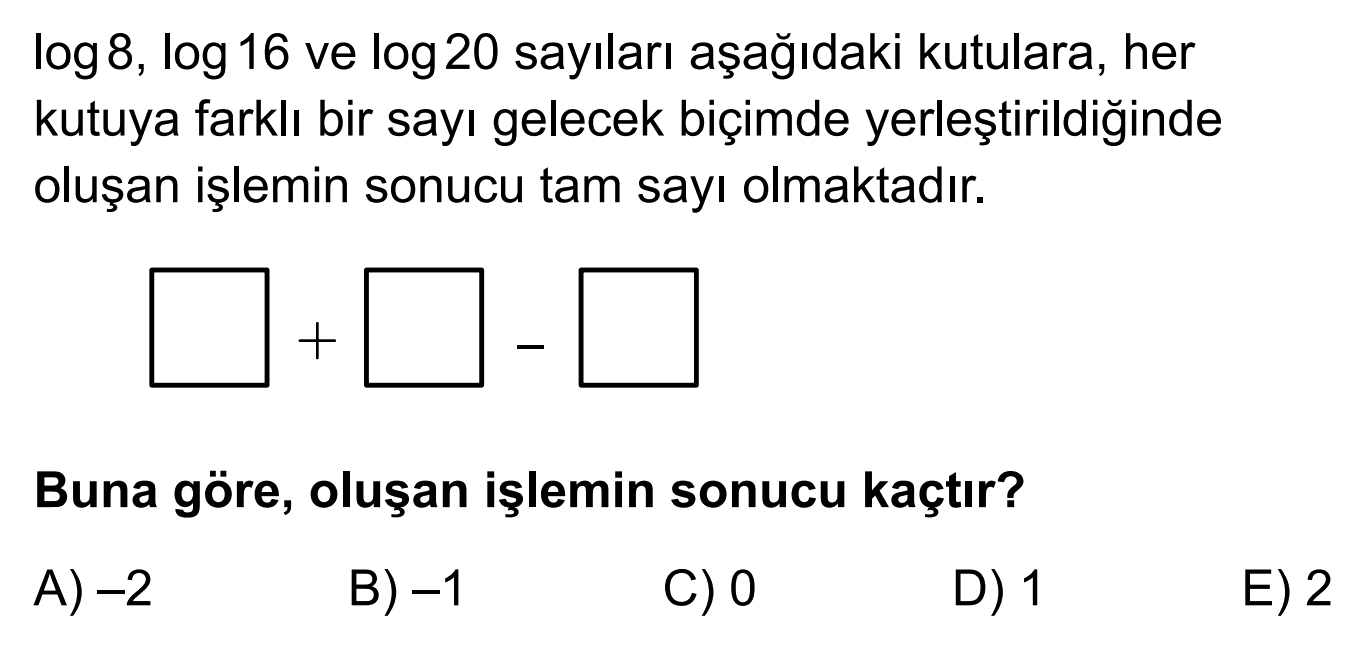 log 8, log 16 ve log 20 sayıları aşağıdaki kutulara, her
kutuya farklı bir sayı gelecek biçimde yerleştirildiğinde
oluşan işlemin sonucu tam sayı olmaktadır.
+ –
Buna göre, oluşan işlemin sonucu kaçtır?
A) –2 B) –1 C) 0 D) 1 E) 2